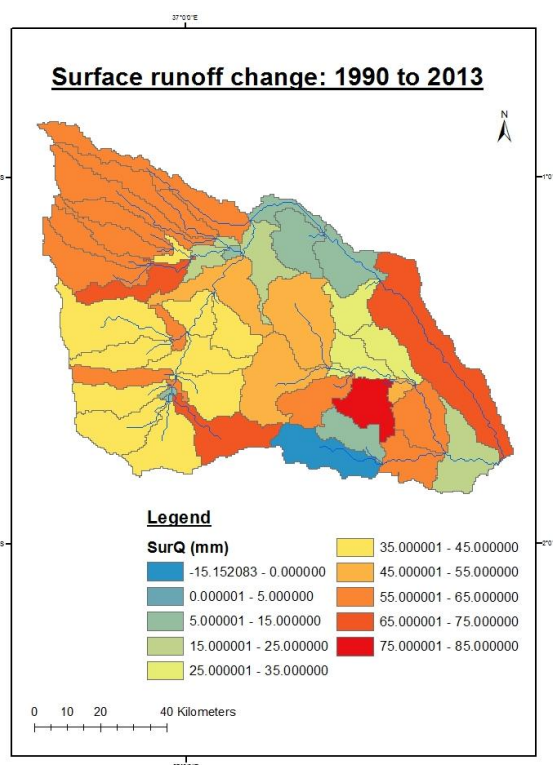 37°0'0"E
Surface runoff change: 1990 to 2013
N
S
1°0'
Legend
SurQ (mm)
-15.152083 - 0.000000
0.000001 - 5.000000
5.000001 - 15.000000
15.000001 - 25.000000
25.000001 - 35.000000
35.000001 - 45.000000
45.000001 - 55.000000
55.000001 - 65.000000
65.000001 - 75.000000
75.000001 - 85.000000
S
2°0'
0 10 20 40 Kilometers